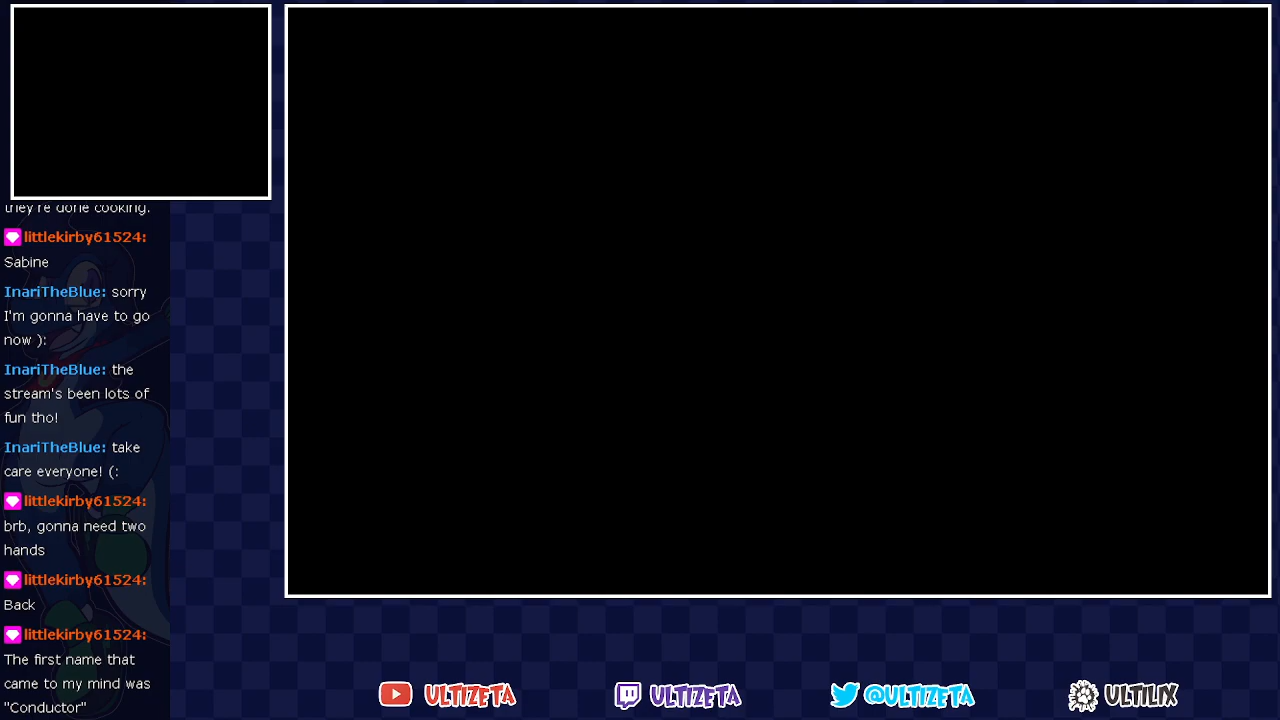 they're done cooking.
littlekirby61524:
Sabine
InariTheBlue: sorry
I'm gonna have to go
now ):
InariTheBlue: the
stream's been lots of
fun tho!
InariTheBlue: take
care everyone! (:
littlekirby61524:
brb, gonna need two
hands
littlekirby61524:
Back
littlekirby61524:
The first name that
came to my mind was
"Conductor"
ULTIZETA
ULTIZETA
@ULTIZETA
ULTILIX